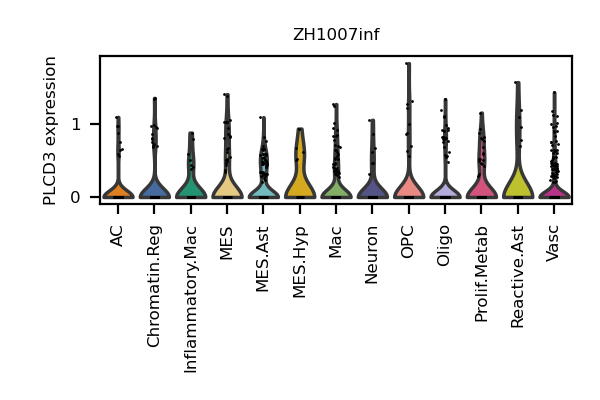 ZH1007inf
PLCD3 expression
1
0
AC
Chromatin.Reg
Inflammatory.Mac
MES
MES.Ast
MES.Hyp
Mac
Neuron
OPC
Oligo
Prolif.Metab
Reactive.Ast
Vasc